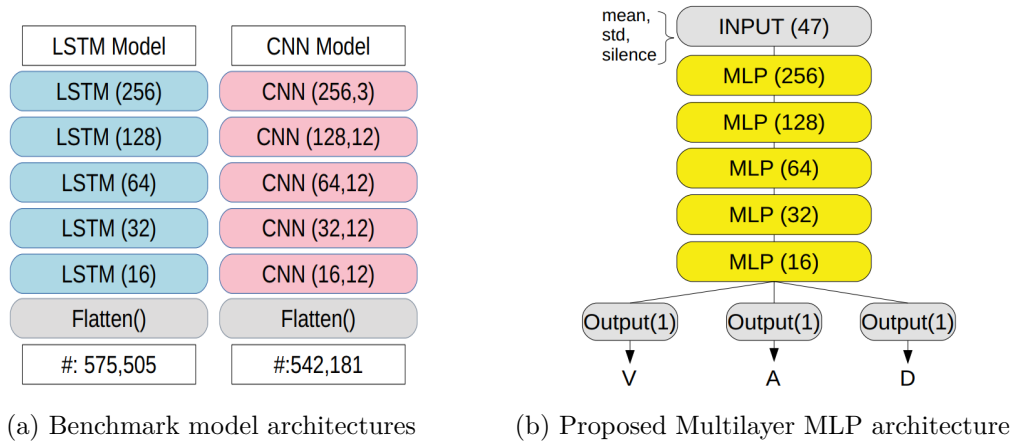 LSTM Model
LSTM (256)
LSTM (128)
LSTM (64)
LSTM (32)
LSTM (16)
Flatten()
#: 575,505
CNN Model
CNN (256,3)
CNN (128,12)
CNN (64,12)
CNN (32,12)
CNN (16,12)
Flatten()
#:542,181
(a) Benchmark model architectures
mean,
std,
silence
INPUT (47)
MLP (256)
MLP (128)
MLP (64)
MLP (32)
MLP (16)
Output(1) Output(1) Output(1)
V A D
(b) Proposed Multilayer MLP architecture